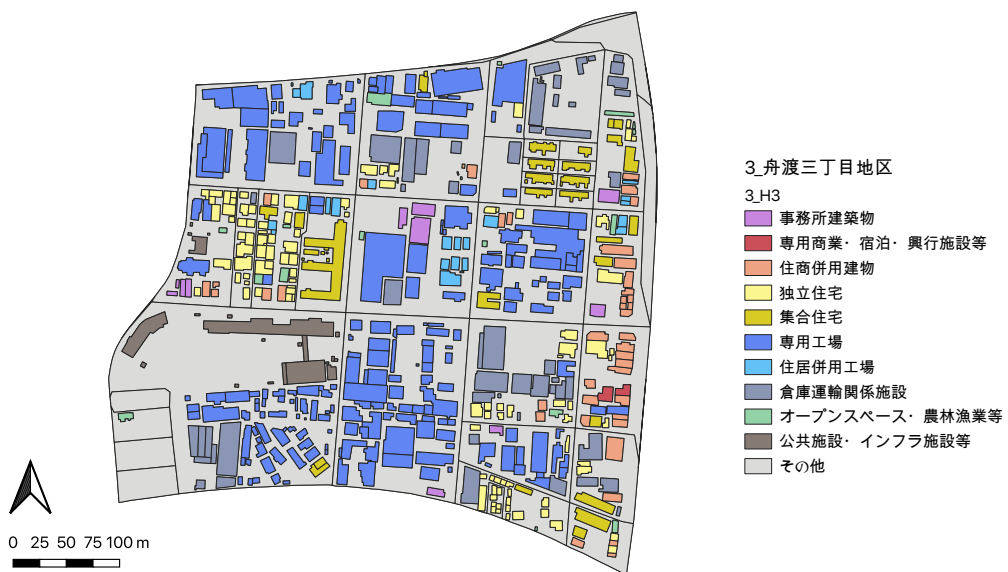 3_舟渡三丁目地区
3_H3
事務所建築物
専用商業・宿泊・興行施設等
住商併用建物
独立住宅
集合住宅
専用工場
住居併用工場
倉庫運輸関係施設
オープンスペース・農林漁業等
公共施設・インフラ施設等
その他
0 25 50 75 100 m